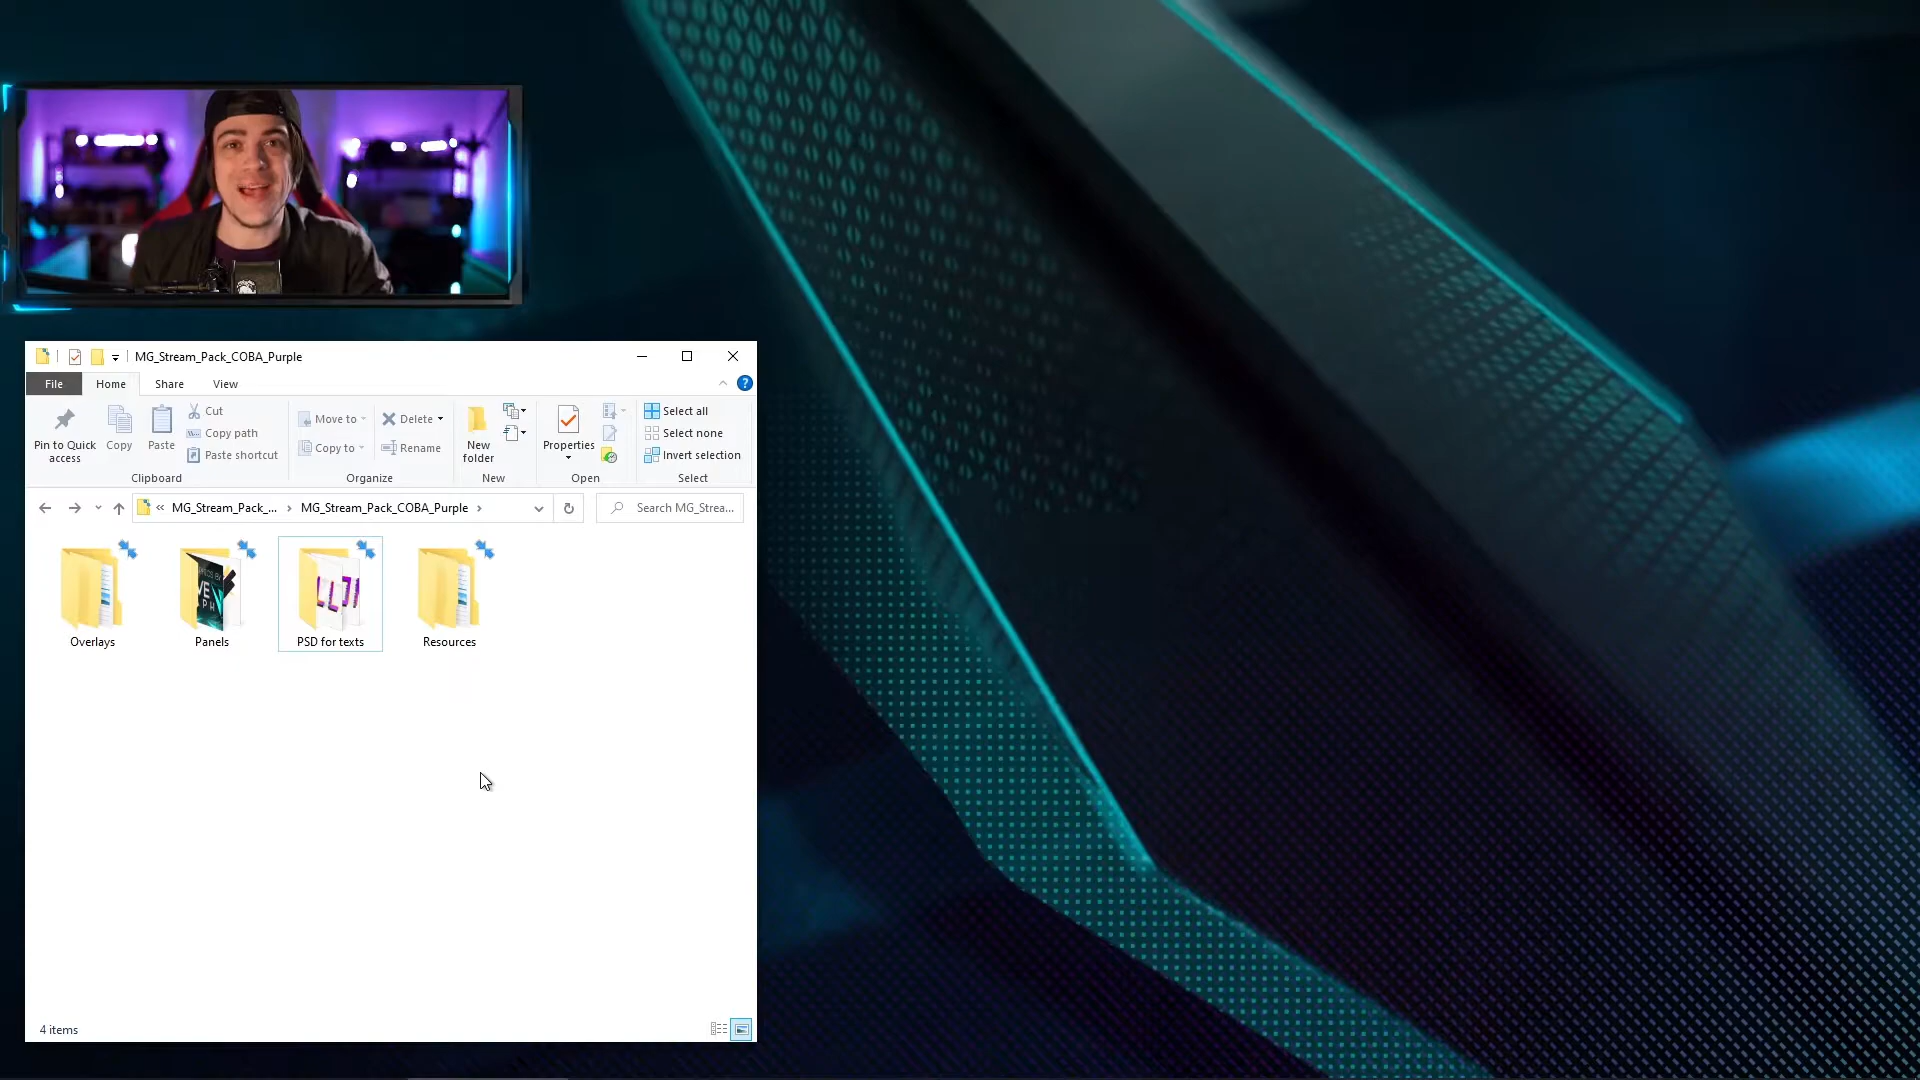 MG_Stream_Pack_COBA_Purple
File Home Share View
Pin to Quick access
Copy
Paste
Cut
Copy path
Paste shortcut
Clipboard
Move to
Copy to
Delete
Rename
Organize
New folder
New
Properties
Open
Select all
Select none
Invert selection
Select
« MG_Stream_Pack_... › MG_Stream_Pack_COBA_Purple ›
Search MG_Strea...
Overlays
Panels
PSD for texts
Resources
4 items